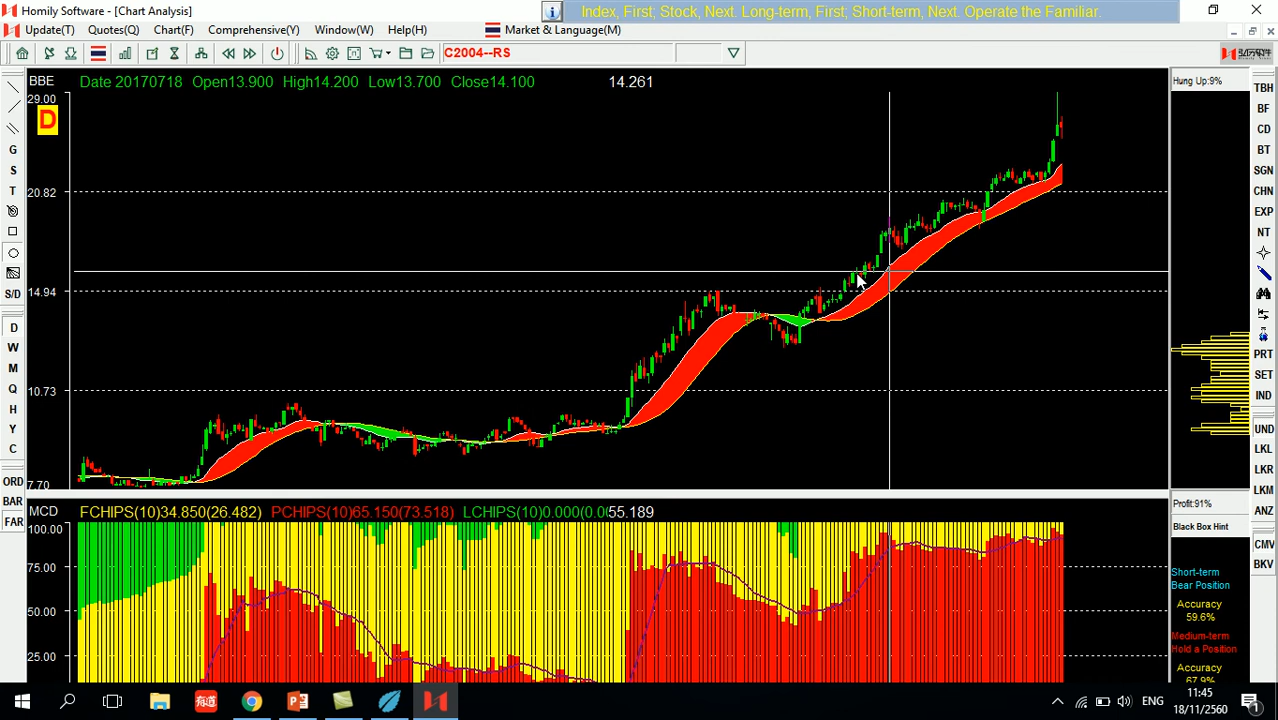 Homily Software - [Chart Analysis]
Index, First; Stock, Next. Long-term, First; Short-term, Next. Operate the Familiar.
Update(T) Quotes(Q) Chart(F) Comprehensive(Y) Window(W) Help(H) Market & Language(M)
C2004--RS
BBE Date 20170718 Open13.900 High14.200 Low13.700 Close14.100 14.261
Hung Up:9%
29.00
D
20.82
14.94
10.73
7.70
G
S
T
S/D
D
W
M
Q
H
Y
C
ORD
BAR
FAR
TBH
BF
CD
BT
SGN
CHN
EXP
NT
PRT
SET
IND
UND
LKL
LKR
LKM
ANZ
CMV
BKV
MCD FCHIPS(10)34.850(26.482) PCHIPS(10)65.150(73.518) LCHIPS(10)0.000(0.0 55.189
100.00
75.00
50.00
25.00
Profit:91%
Black Box Hint
Short-term
Bear Position
Accuracy
59.6%
Medium-term
Hold a Position
Accuracy
67.9%
有道
ENG
11:45
18/11/2560
1